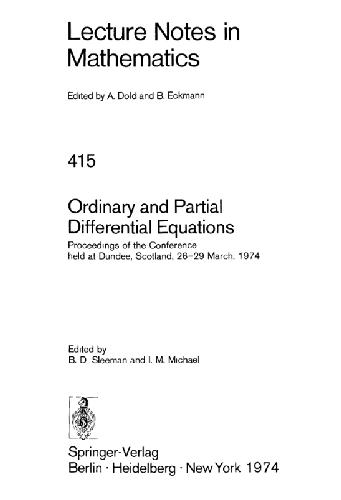 Lecture Notes in
Mathematics
Edited by A. Dold and B. Eckmann
415
Ordinary and Partial
Differential Equations
Proceedings of the Conference
held at Dundee, Scotland, 26–29 March, 1974
Edited by
B. D. Sleeman and I. M. Michael
Springer-Verlag
Berlin · Heidelberg · New York 1974